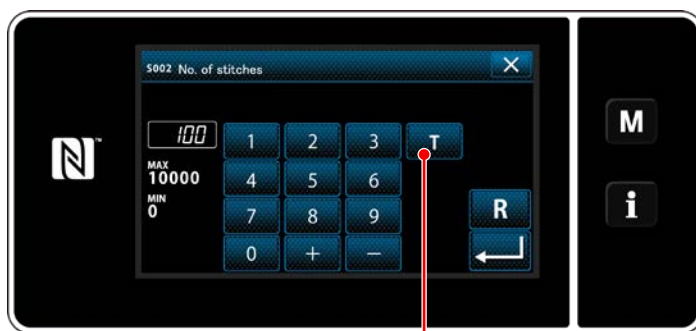 S002 No. of stitches
100
1 2 3 T
MAX
10000
4 5 6
MIN
0
7 8 9 R
0 + −
M
i
N